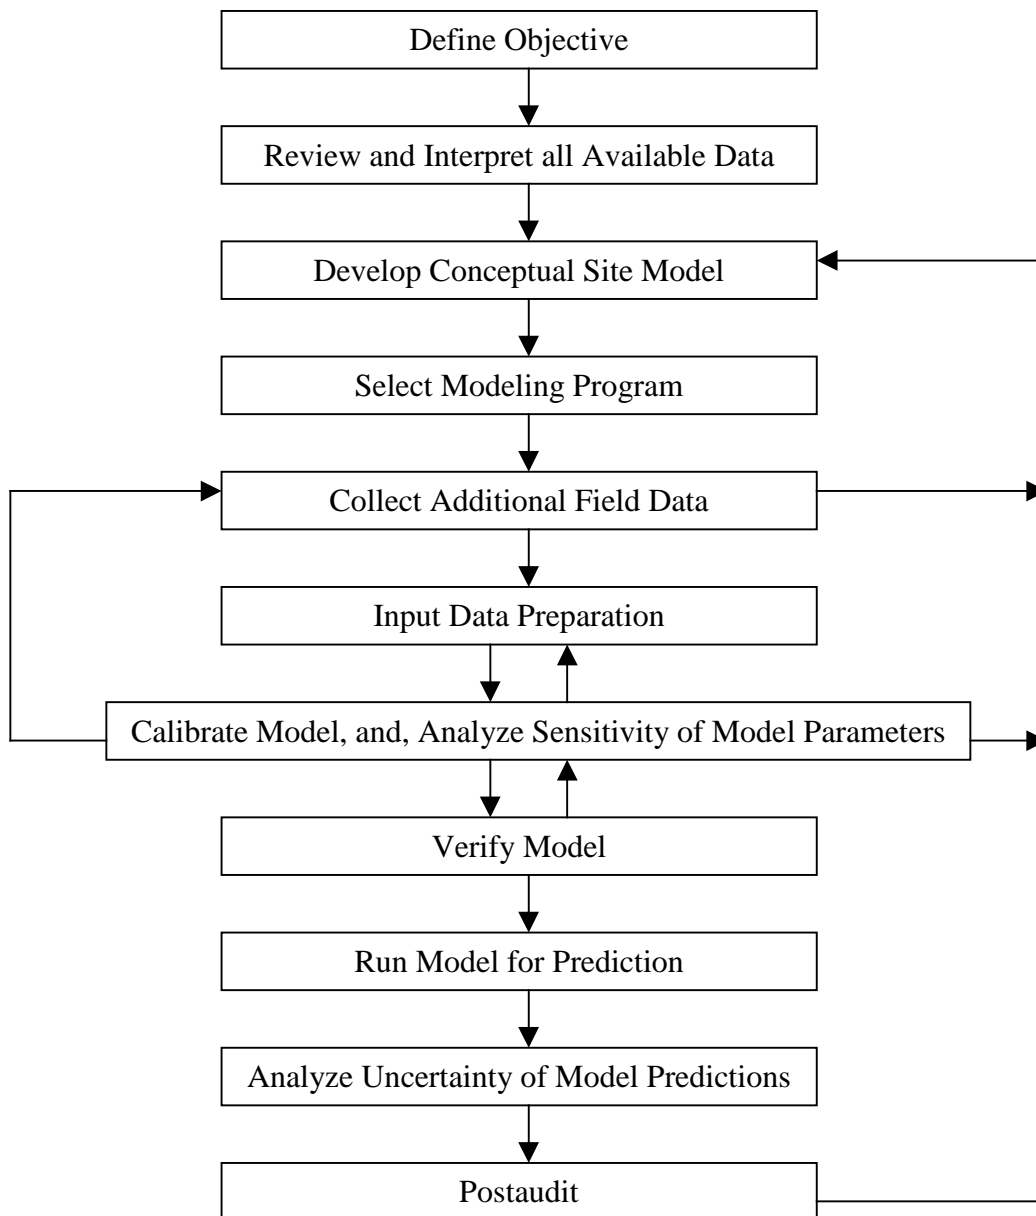 Define Objective
Review and Interpret all Available Data
Develop Conceptual Site Model
Select Modeling Program
Collect Additional Field Data
Input Data Preparation
Calibrate Model, and, Analyze Sensitivity of Model Parameters
Verify Model
Run Model for Prediction
Analyze Uncertainty of Model Predictions
Postaudit